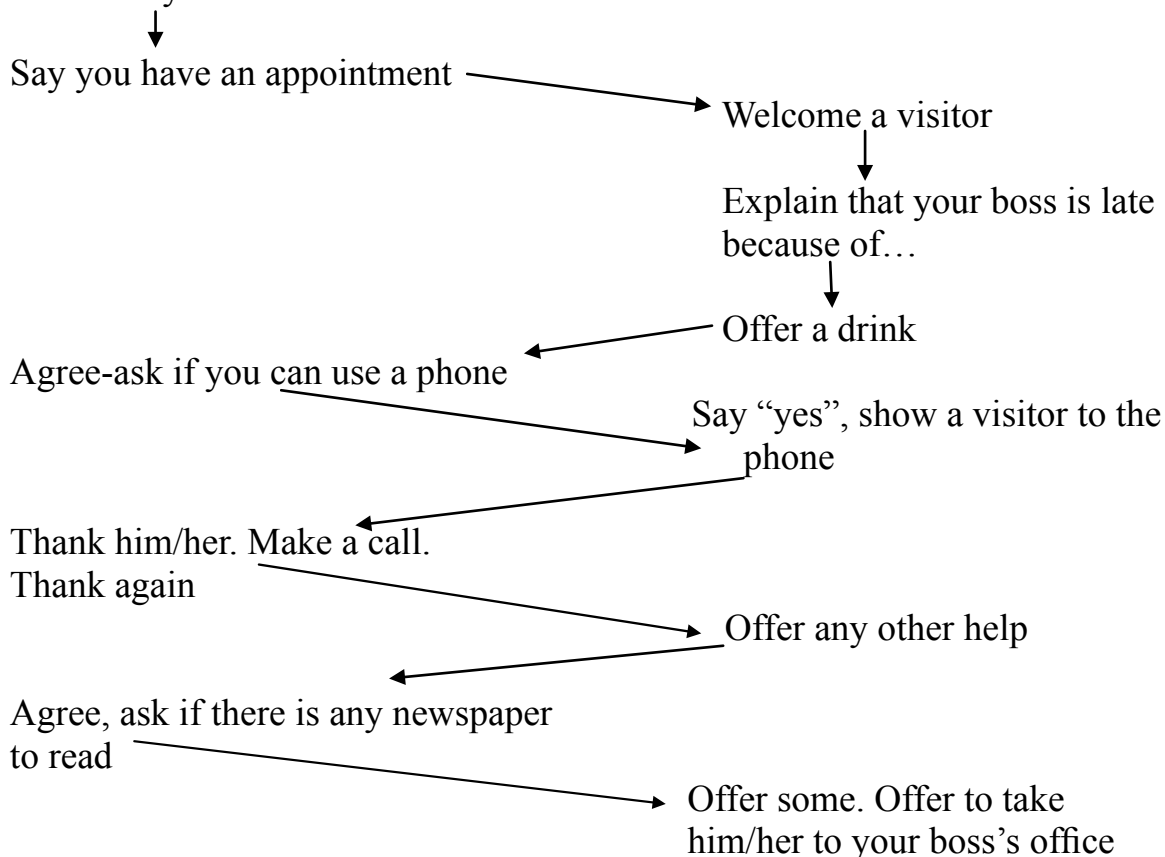 Say you have an appointment
Welcome a visitor
Explain that your boss is late
because of…
Offer a drink
Agree-ask if you can use a phone
Say “yes”, show a visitor to the
phone
Thank him/her. Make a call.
Thank again
Offer any other help
Agree, ask if there is any newspaper
to read
Offer some. Offer to take
him/her to your boss’s office